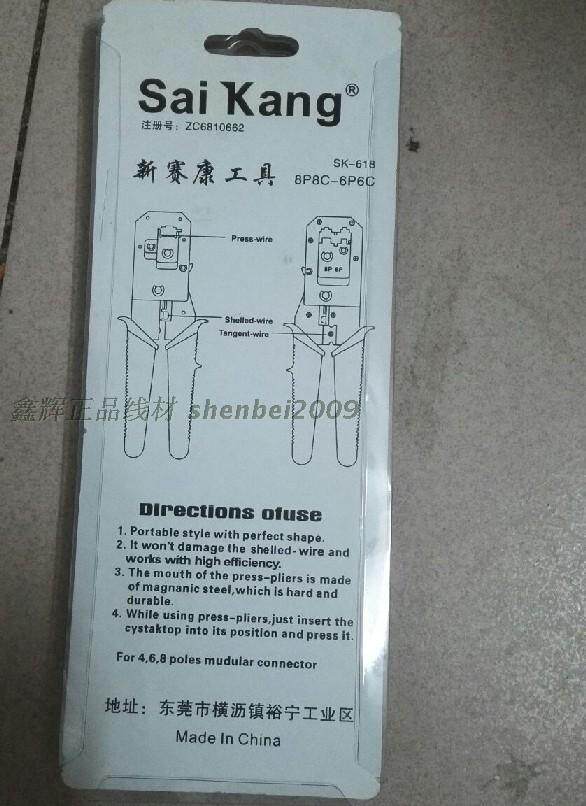 Sai Kang®
注册号：ZC6810662
新赛康工具
SK-618
8P8C-6P6C
Press-wire
8P 6P
Shelled-wire
Tangent-wire
鑫辉正品线材 shenbei2009
Directions ofuse
1. Portable style with perfect shape.
2. It won't damage the shelled-wire and
works with high efficiency.
3. The mouth of the press-pliers is made
of magnanic steel,which is hard and
durable.
4. While using press-pliers,just insert the
cystaktop into its position and press it.
For 4,6,8 poles mudular connector
地址：东莞市横沥镇裕宁工业区
Made In China